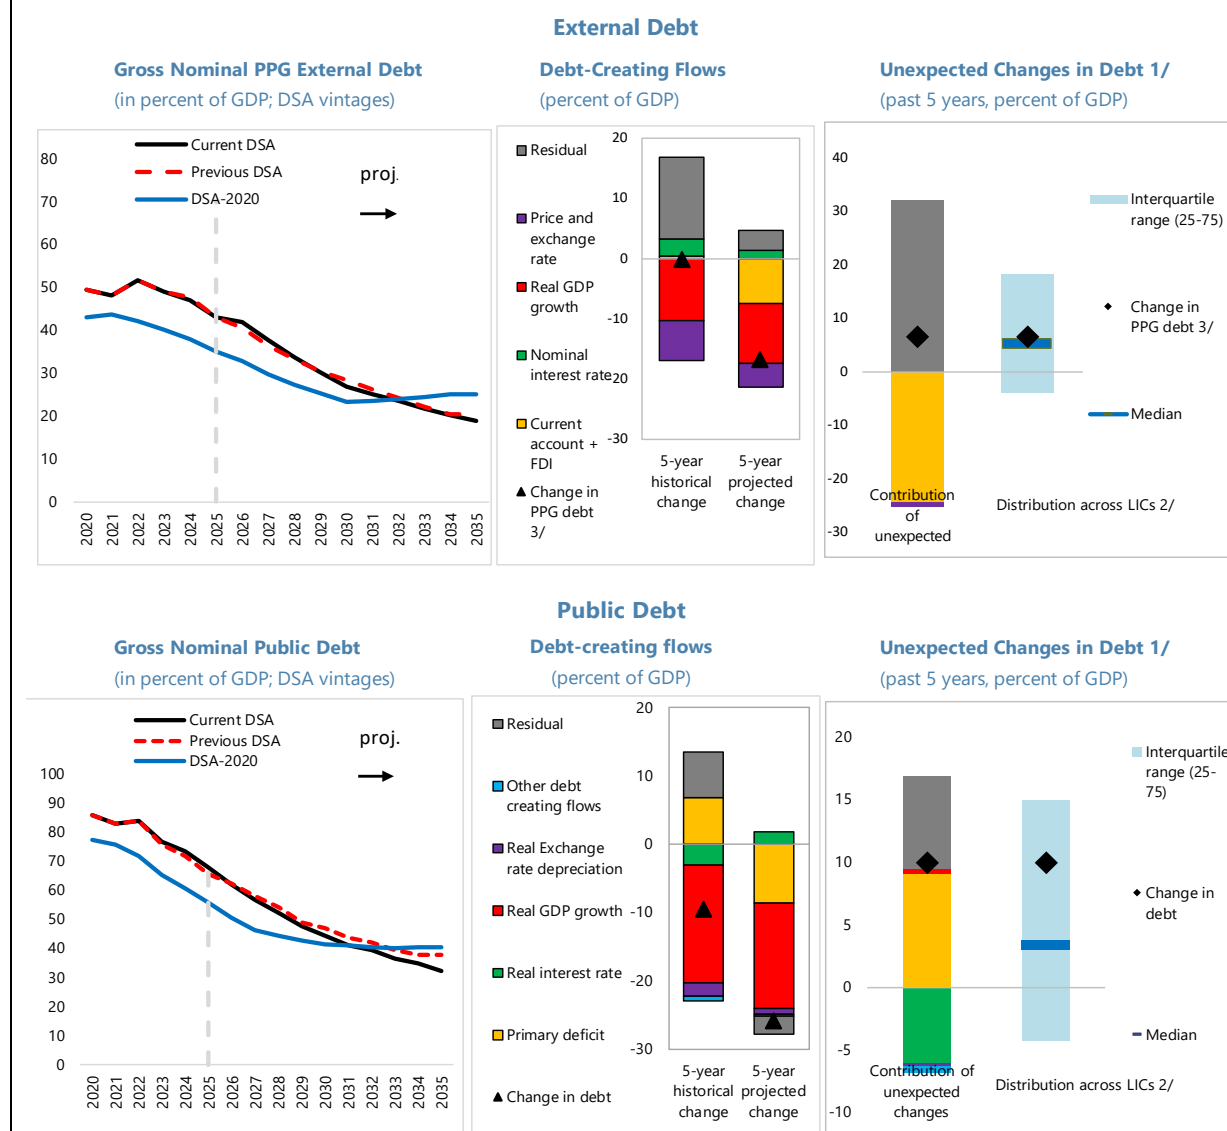 External Debt
Gross Nominal PPG External Debt
(in percent of GDP; DSA vintages)
Current DSA
Previous DSA
DSA-2020
proj.
80
70
60
50
40
30
20
10
0
2020
2021
2022
2023
2024
2025
2026
2027
2028
2029
2030
2031
2032
2033
2034
2035
Debt-Creating Flows
(percent of GDP)
Residual
Price and
exchange
rate
Real GDP
growth
Nominal
interest rate
Current
account +
FDI
Change in
PPG debt
3/
20
10
0
-10
-20
-30
5-year
historical
change
5-year
projected
change
Unexpected Changes in Debt 1/
(past 5 years, percent of GDP)
40
30
20
10
0
-10
-20
-30
Contribution
of
unexpected
Distribution across LICs 2/
Interquartile
range (25-75)
Change in
PPG debt 3/
Median
Public Debt
Gross Nominal Public Debt
(in percent of GDP; DSA vintages)
Current DSA
Previous DSA
DSA-2020
proj.
100
90
80
70
60
50
40
30
20
10
0
2020
2021
2022
2023
2024
2025
2026
2027
2028
2029
2030
2031
2032
2033
2034
2035
Debt-creating flows
(percent of GDP)
Residual
Other debt
creating flows
Real Exchange
rate depreciation
Real GDP growth
Real interest rate
Primary deficit
Change in debt
20
10
0
-10
-20
-30
5-year
historical
change
5-year
projected
change
Unexpected Changes in Debt 1/
(past 5 years, percent of GDP)
20
15
10
5
0
-5
-10
Contribution of
unexpected
changes
Distribution across LICs 2/
Interquartile
range (25-
75)
Change in
debt
Median